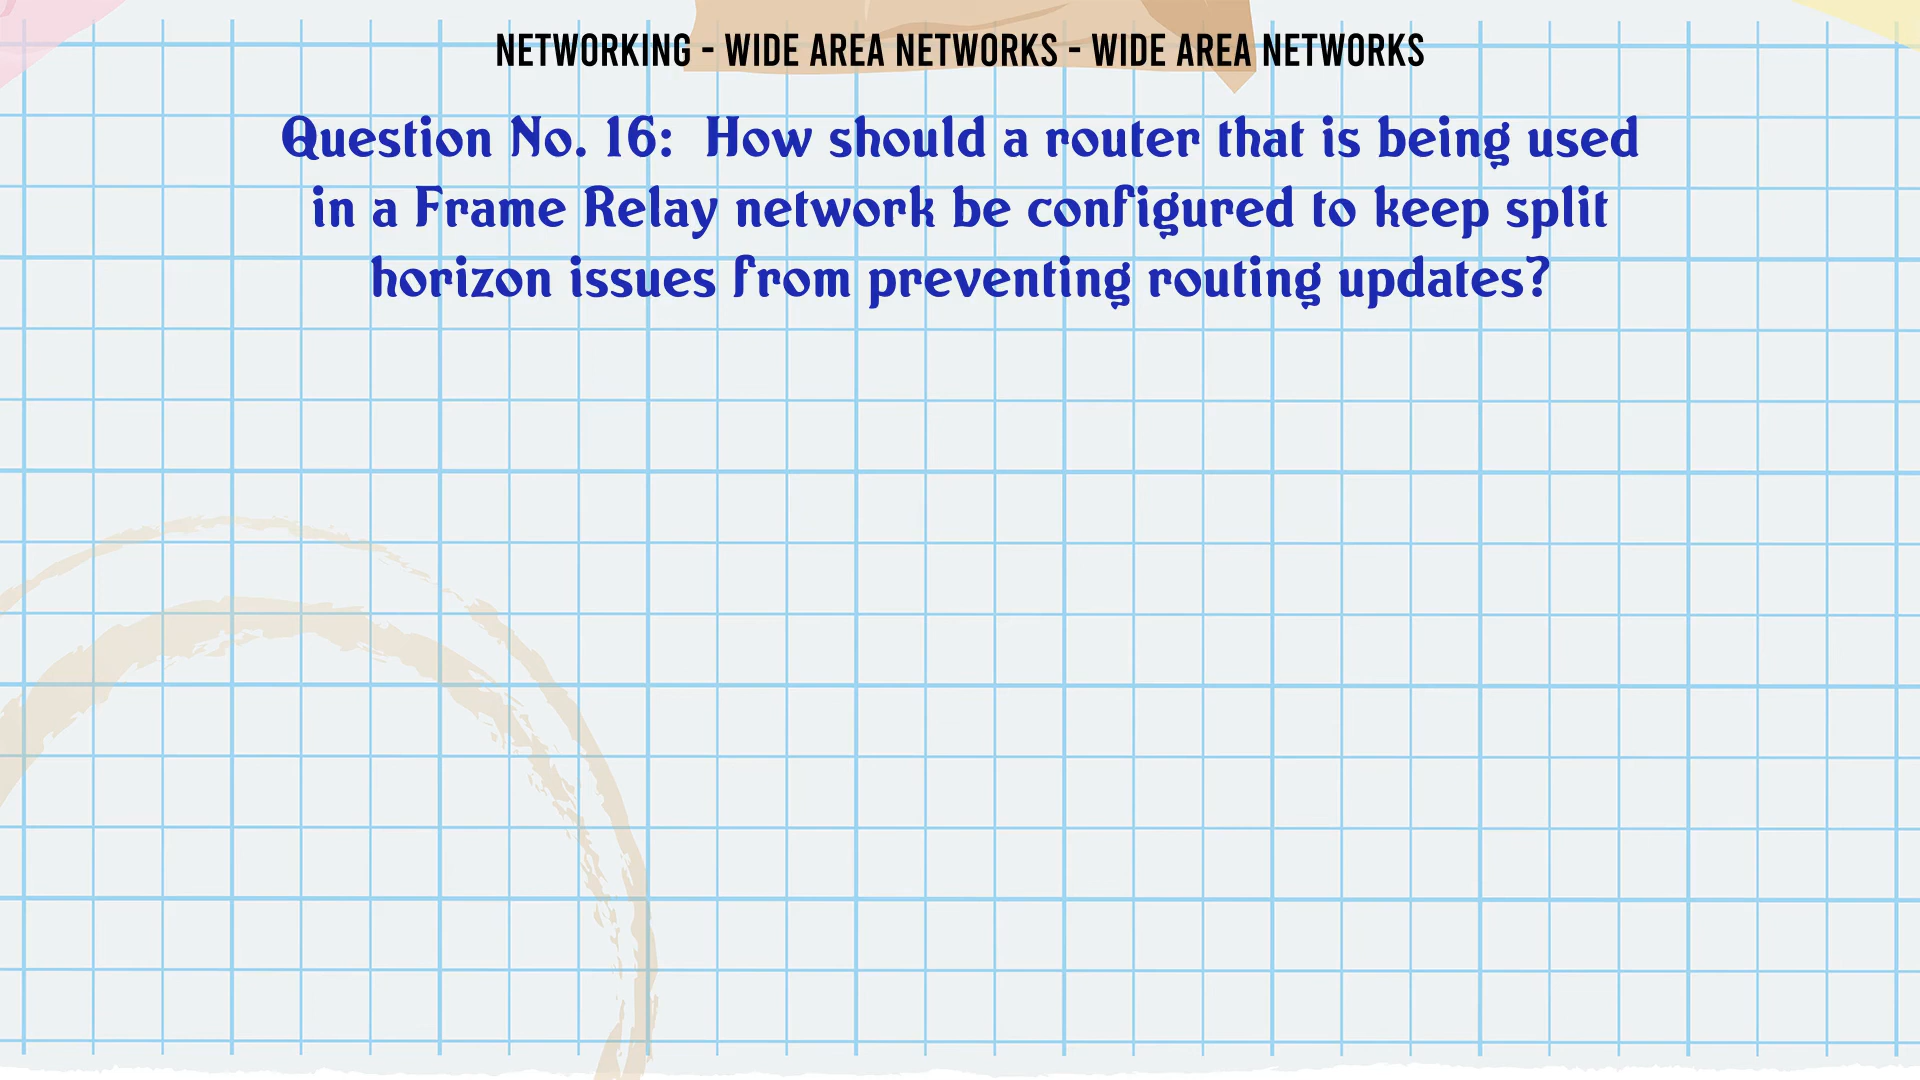 NETWORKING - WIDE AREA NETWORKS - WIDE AREA NETWORKS
Question No. 16: How should a router that is being used
in a Frame Relay network be configured to keep split
horizon issues from preventing routing updates?